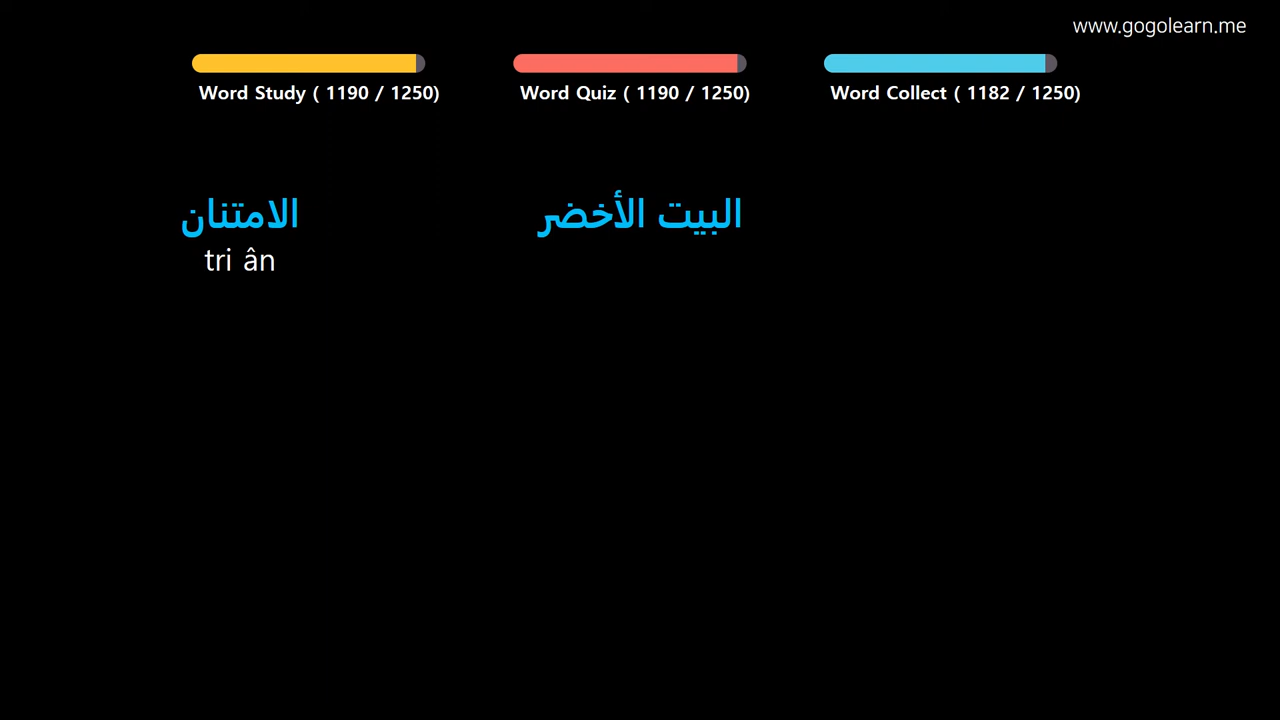 www.gogolearn.me
Word Study ( 1190 / 1250)
Word Quiz ( 1190 / 1250)
Word Collect ( 1182 / 1250)
الامتنان
tri ân
البيت الأخضر